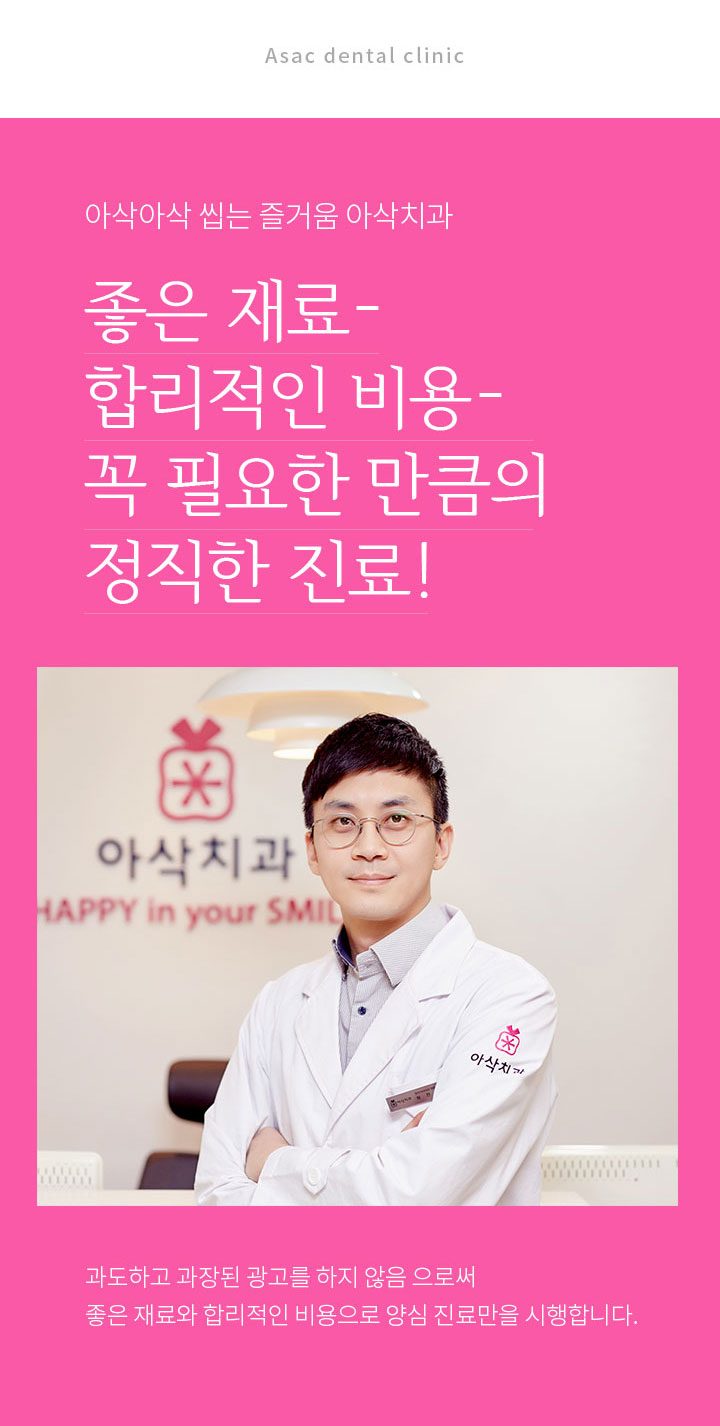 Asac dental clinic
아삭아삭 씹는 즐거움 아삭치과
좋은 재료-
합리적인 비용-
꼭 필요한 만큼의
정직한 진료!
아삭치과
HAPPY in your SMIL
아삭치과
과도하고 과장된 광고를 하지 않음 으로써
좋은 재료와 합리적인 비용으로 양심 진료만을 시행합니다.